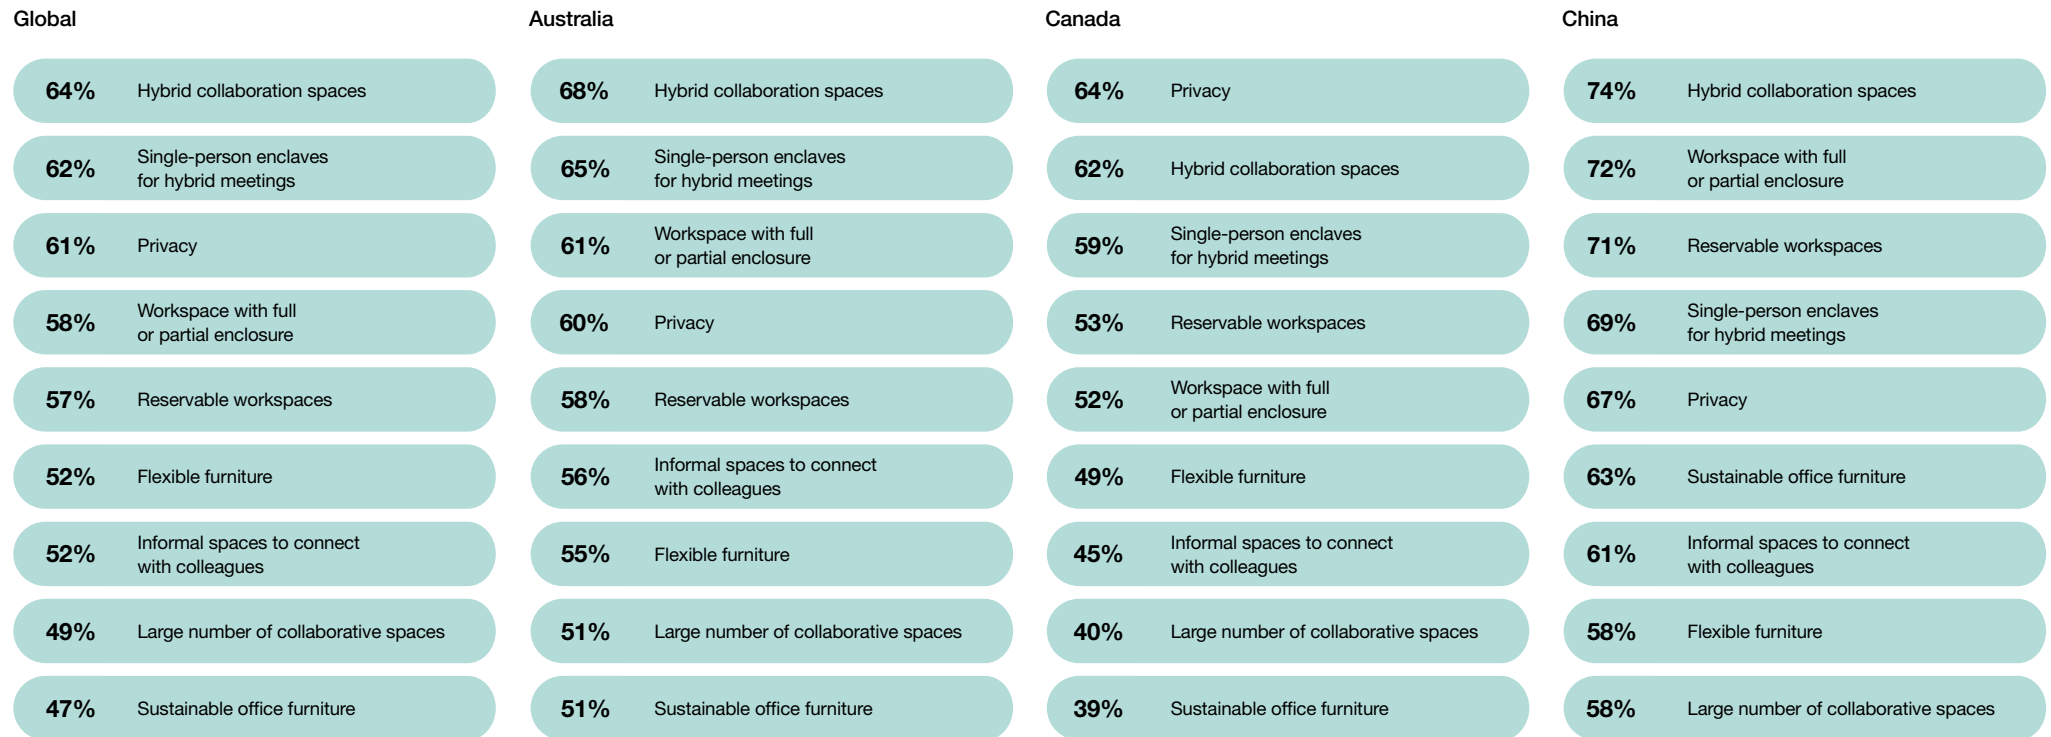 Global
64%
Hybrid collaboration spaces
62%
Single-person enclaves
for hybrid meetings
61%
Privacy
58%
Workspace with full
or partial enclosure
57%
Reservable workspaces
52%
Flexible furniture
52%
Informal spaces to connect
with colleagues
49%
Large number of collaborative spaces
47%
Sustainable office furniture
Australia
68%
Hybrid collaboration spaces
65%
Single-person enclaves
for hybrid meetings
61%
Workspace with full
or partial enclosure
60%
Privacy
58%
Reservable workspaces
56%
Informal spaces to connect
with colleagues
55%
Flexible furniture
51%
Large number of collaborative spaces
51%
Sustainable office furniture
Canada
64%
Privacy
62%
Hybrid collaboration spaces
59%
Single-person enclaves
for hybrid meetings
53%
Reservable workspaces
52%
Workspace with full
or partial enclosure
49%
Flexible furniture
45%
Informal spaces to connect
with colleagues
40%
Large number of collaborative spaces
39%
Sustainable office furniture
China
74%
Hybrid collaboration spaces
72%
Workspace with full
or partial enclosure
71%
Reservable workspaces
69%
Single-person enclaves
for hybrid meetings
67%
Privacy
63%
Sustainable office furniture
61%
Informal spaces to connect
with colleagues
58%
Flexible furniture
58%
Large number of collaborative spaces